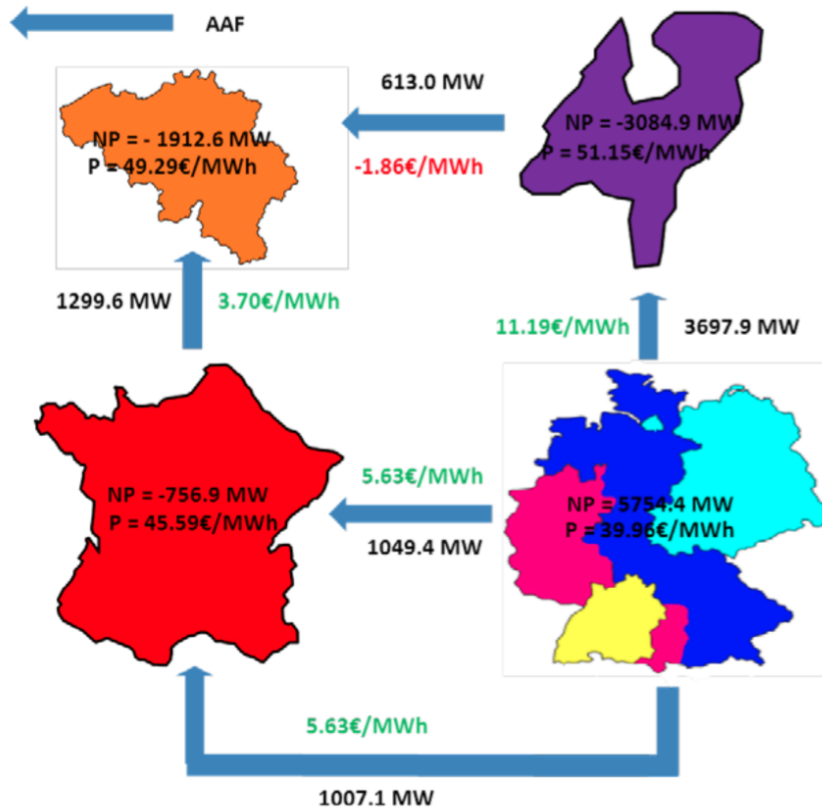 AAF
613.0 MW
NP = - 1912.6 MW
P = 49.29€/MWh
-1.86€/MWh
NP = -3084.9 MW
P = 51.15€/MWh
1299.6 MW
3.70€/MWh
11.19€/MWh
3697.9 MW
NP = -756.9 MW
P = 45.59€/MWh
5.63€/MWh
1049.4 MW
NP = 5754.4 MW
P = 39.96€/MWh
5.63€/MWh
1007.1 MW